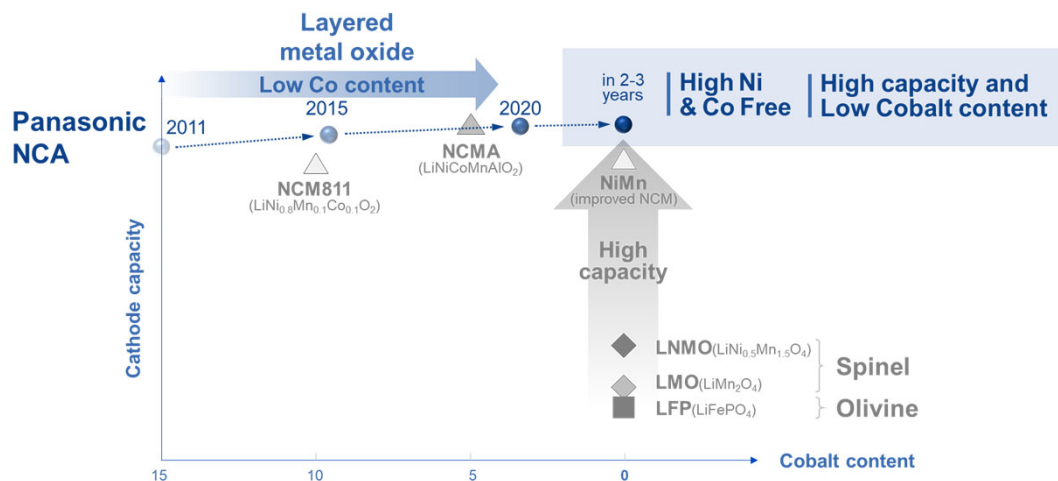 Layered
metal oxide
Low Co content
in 2-3
years
High Ni
& Co Free
High capacity and
Low Cobalt content
Panasonic
NCA
2011
2015
2020
NCM811
(LiNi₀.₈Mn₀.₁Co₀.₁O₂)
NCMA
(LiNiCoMnAlO₂)
NiMn
(improved NCM)
High
capacity
Cathode capacity
LNMO(LiNi₀.₅Mn₁.₅O₄)
LMO(LiMn₂O₄)
Spinel
LFP(LiFePO₄)
Olivine
15
10
5
0
Cobalt content